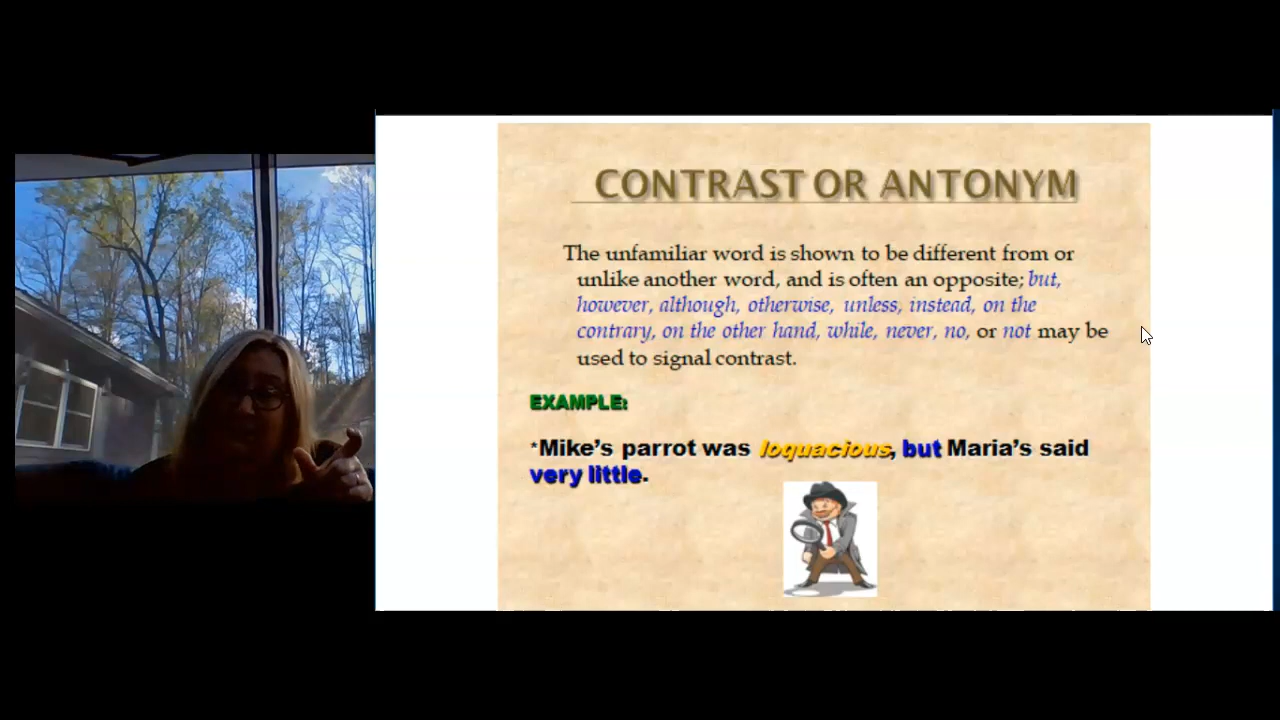 CONTRAST OR ANTONYM
The unfamiliar word is shown to be different from or
unlike another word, and is often an opposite; but,
however, although, otherwise, unless, instead, on the
contrary, on the other hand, while, never, no, or not may be
used to signal contrast.
EXAMPLE:
*Mike's parrot was loquacious, but Maria's said
very little.